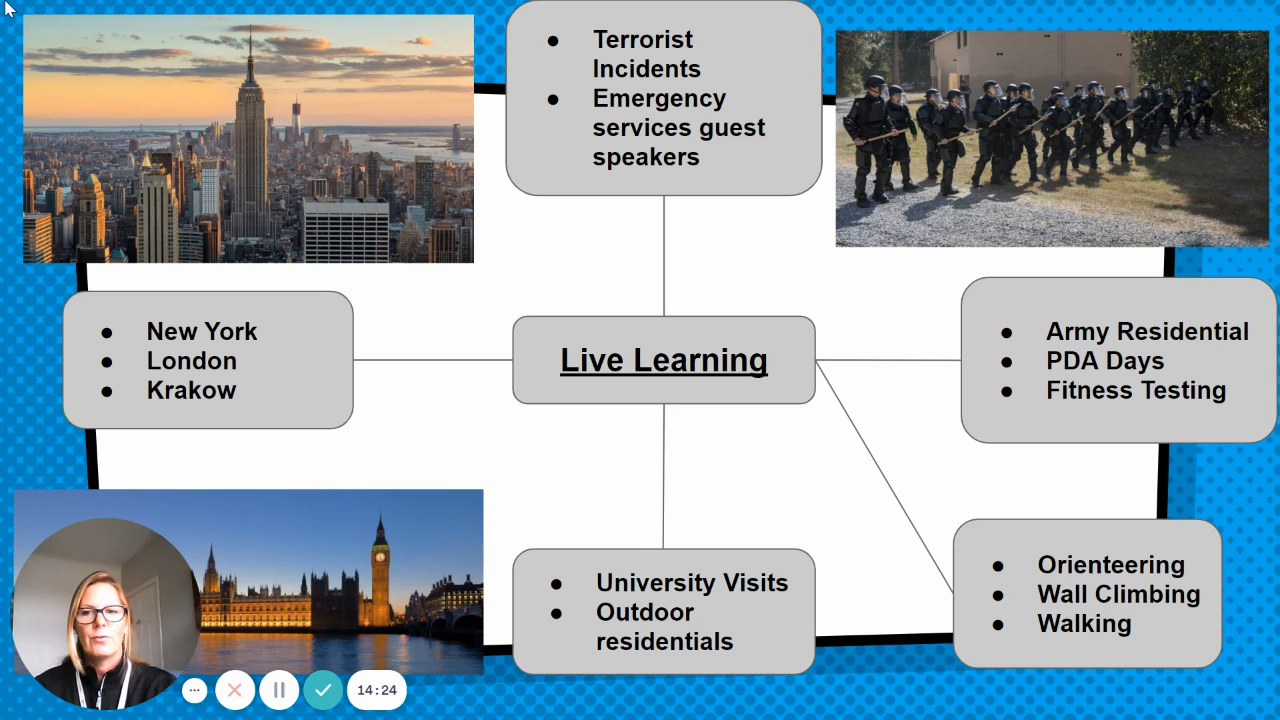 ● Terrorist
Incidents
● Emergency
services guest
speakers
● New York
● London
● Krakow
Live Learning
● Army Residential
● PDA Days
● Fitness Testing
● University Visits
● Outdoor
residentials
● Orienteering
● Wall Climbing
● Walking
14:24